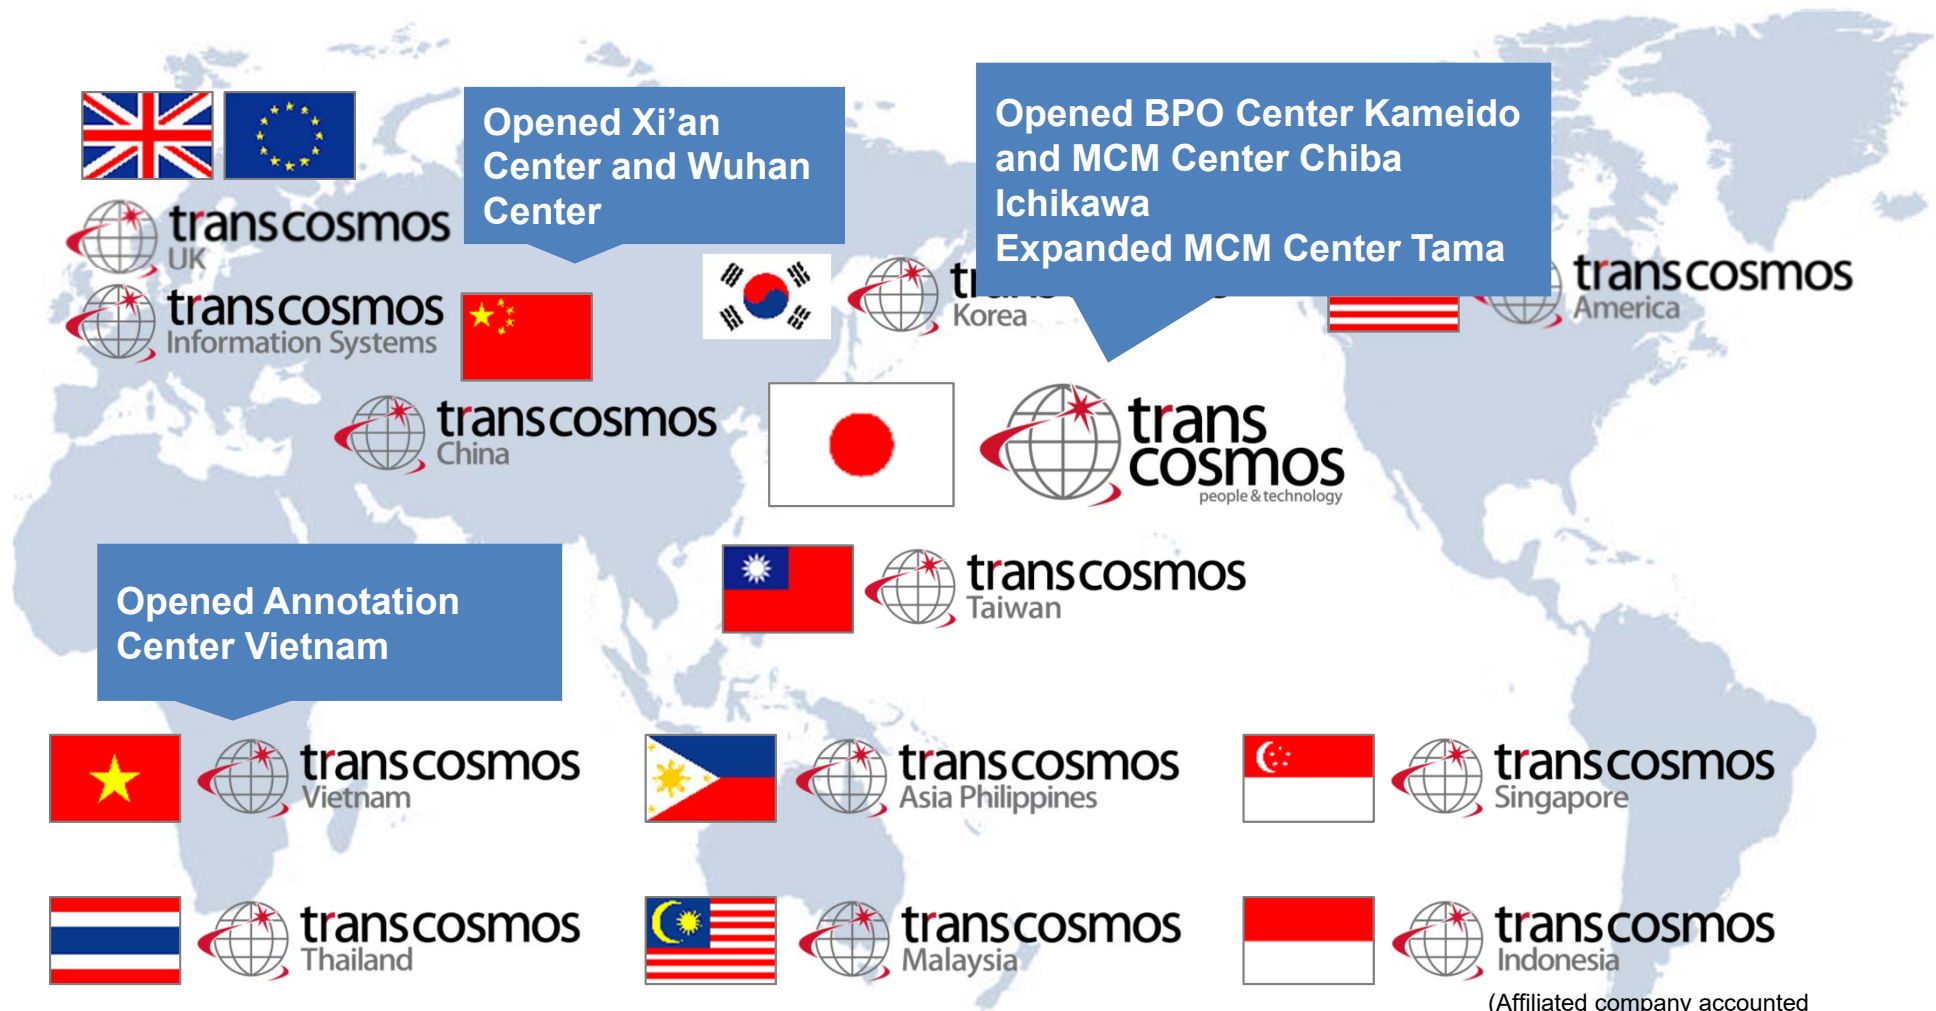 Opened Xi’an
Center and Wuhan
Center
Opened BPO Center Kameido
and MCM Center Chiba
Ichikawa
Expanded MCM Center Tama
transcosmos
UK
transcosmos
Information Systems
Korea
transcosmos
America
transcosmos
China
trans
cosmos
people & technology
transcosmos
Taiwan
Opened Annotation
Center Vietnam
transcosmos
Vietnam
transcosmos
Asia Philippines
transcosmos
Singapore
transcosmos
Thailand
transcosmos
Malaysia
transcosmos
Indonesia
(Affiliated company accounted